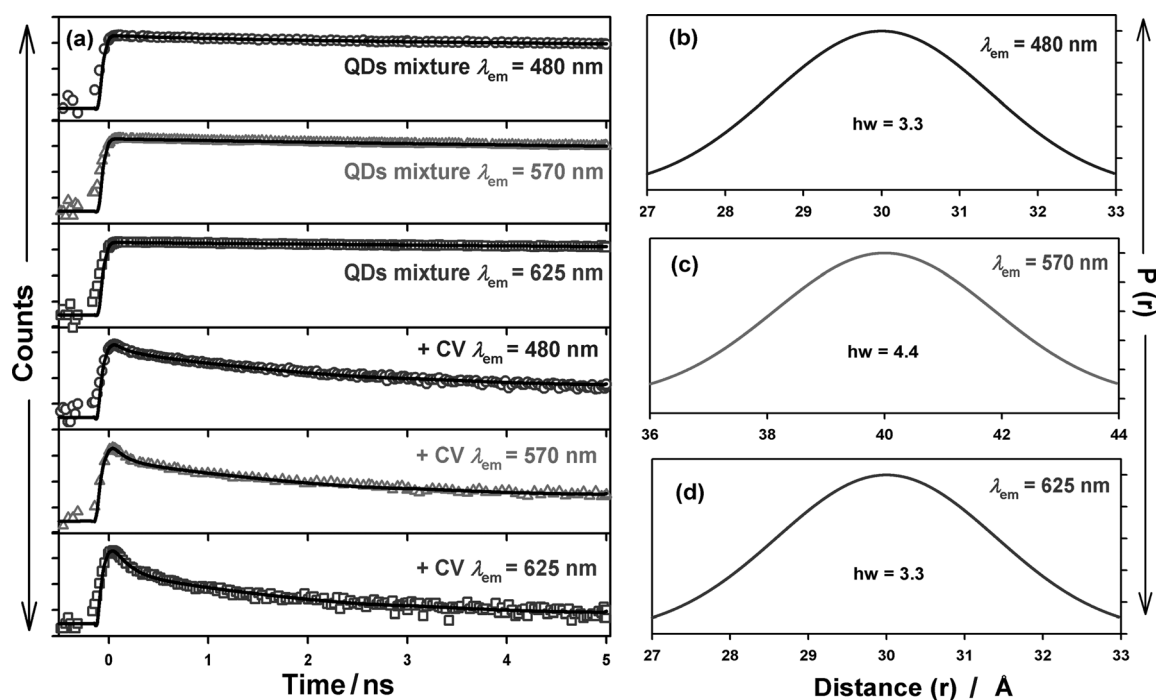 (a)
QDs mixture λem = 480 nm
QDs mixture λem = 570 nm
QDs mixture λem = 625 nm
+ CV λem = 480 nm
+ CV λem = 570 nm
+ CV λem = 625 nm
Counts
0 1 2 3 4 5
Time / ns
(b)
λem = 480 nm
hw = 3.3
27 28 29 30 31 32 33
(c)
λem = 570 nm
hw = 4.4
36 38 40 42 44
(d)
λem = 625 nm
hw = 3.3
27 28 29 30 31 32 33
Distance (r) / Å
P (r)